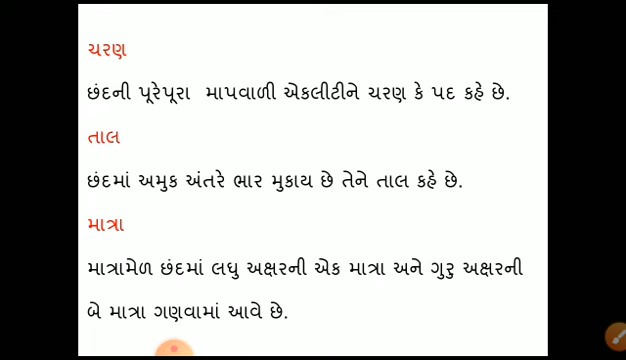 ચરણ
છંદની પૂરેપૂરા માપવાળી એકલીટીને ચરણ કે પદ કહે છે.
તાલ
છંદમાં અમુક અંતરે ભાર મુકાય છે તેને તાલ કહે છે.
માત્રા
માત્રામેળ છંદમાં લઘુ અક્ષરની એક માત્રા અને ગુરુ અક્ષરની
બે માત્રા ગણવામાં આવે છે.